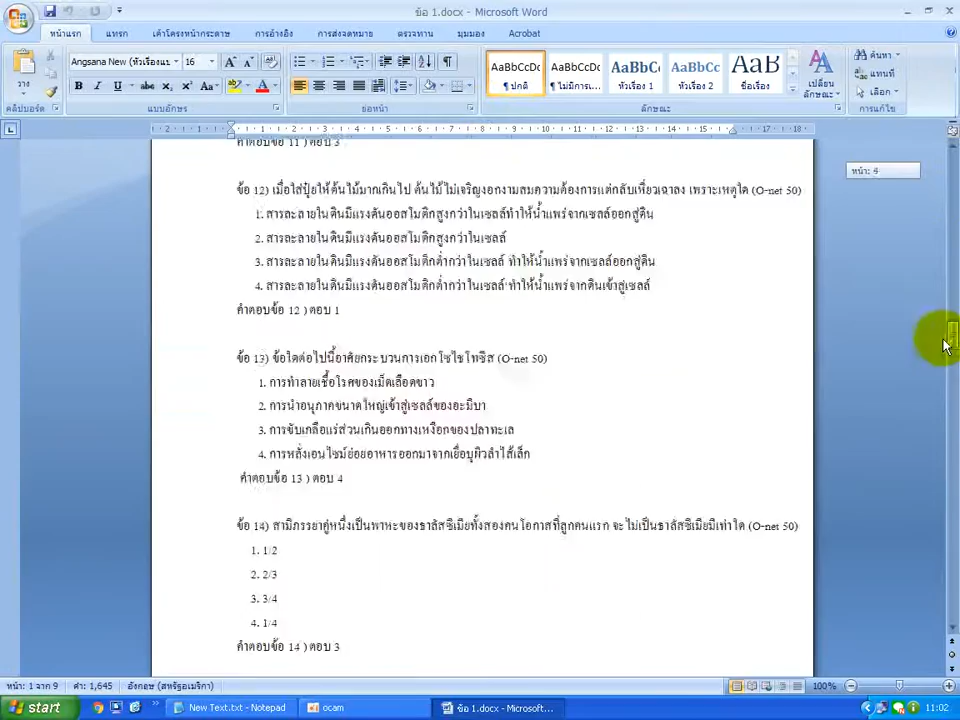 ข้อ 1.docx - Microsoft Word
หน้าแรก แทรก เค้าโครงหน้ากระดาษ การอ้างอิง การส่งจดหมาย ตรวจทาน มุมมอง Acrobat
Angsana New (หัวเรื่องแบบ 16
วาง
AaBbCcDc AaBbCcDc AaBbC AaBbCc AaB
¶ ปกติ ¶ ไม่มีการ... หัวเรื่อง 1 หัวเรื่อง 2 ชื่อเรื่อง
เปลี่ยน ลักษณะ
ค้นหา
แทนที่
เลือก
คลิปบอร์ด แบบอักษร ย่อหน้า ลักษณะ การแก้ไข
คำตอบข้อ 11 ) ตอบ 3
หน้า: 4
ข้อ 12) เมื่อใส่ปุ๋ยให้ต้นไม้มากเกินไป ต้นไม้ไม่เจริญงอกงามสมความต้องการแต่กลับเหี่ยวเฉาลง เพราะเหตุใด (O-net 50)
1. สารละลายในดินมีแรงดันออสโมติกสูงกว่าในเซลล์ทำให้น้ำแพร่จากเซลล์ออกสู่ดิน
2. สารละลายในดินมีแรงดันออสโมติกสูงกว่าในเซลล์
3. สารละลายในดินมีแรงดันออสโมติกต่ำกว่าในเซลล์ ทำให้น้ำแพร่จากเซลล์ออกสู่ดิน
4. สารละลายในดินมีแรงดันออสโมติกต่ำกว่าในเซลล์ ทำให้น้ำแพร่จากดินเข้าสู่เซลล์
คำตอบข้อ 12 ) ตอบ 1
ข้อ 13) ข้อใดต่อไปนี้อาศัยกระบวนการเอกโซไซโทซีส (O-net 50)
1. การทำลายเชื้อโรคของเม็ดเลือดขาว
2. การนำอนุภาคขนาดใหญ่เข้าสู่เซลล์ของอะมีบา
3. การขับเกลือแร่ส่วนเกินออกทางเหงือกของปลาทะเล
4. การหลั่งเอนไซม์ย่อยอาหารออกมาจากเยื่อบุผิวลำไส้เล็ก
คำตอบข้อ 13 ) ตอบ 4
ข้อ 14) สามีภรรยาคู่หนึ่งเป็นพาหะของธาลัสซีเมียทั้งสองคน โอกาสที่ลูกคนแรก จะไม่เป็นธาลัสซีเมียมีเท่าใด (O-net 50)
1. 1/2
2. 2/3
3. 3/4
4. 1/4
คำตอบข้อ 14 ) ตอบ 3
หน้า: 1 จาก 9 คำ: 1,645 อังกฤษ (สหรัฐอเมริกา) 100%
start New Text.txt - Notepad ocam ข้อ 1.docx - Microsof... 11:02